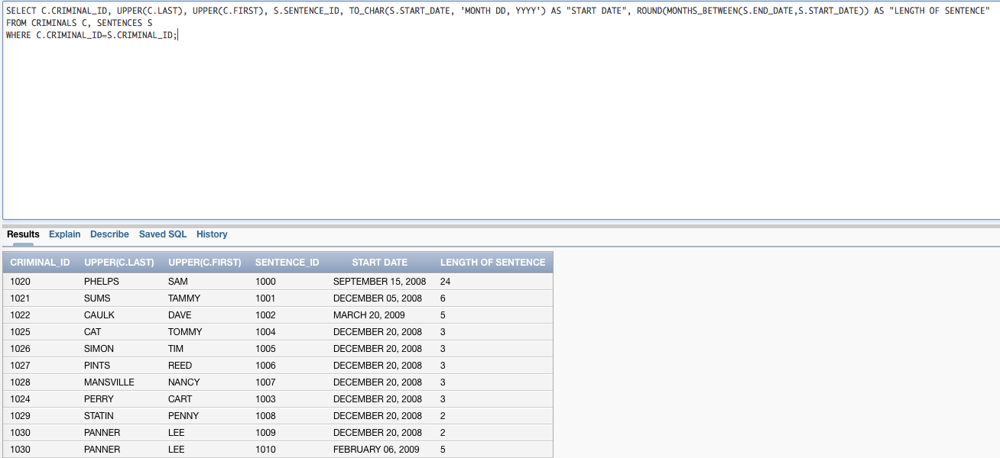 SELECT C.CRIMINAL_ID, UPPER(C.LAST), UPPER(C.FIRST), S.SENTENCE_ID, TO_CHAR(S.START_DATE, 'MONTH DD, YYYY') AS "START DATE", ROUND(MONTHS_BETWEEN(S.END_DATE,S.START_DATE)) AS "LENGTH OF SENTENCE"
FROM CRIMINALS C, SENTENCES S
WHERE C.CRIMINAL_ID=S.CRIMINAL_ID;
Results Explain Describe Saved SQL History
CRIMINAL_ID UPPER(C.LAST) UPPER(C.FIRST) SENTENCE_ID START DATE LENGTH OF SENTENCE
1020 PHELPS SAM 1000 SEPTEMBER 15, 2008 24
1021 SUMS TAMMY 1001 DECEMBER 05, 2008 6
1022 CAULK DAVE 1002 MARCH 20, 2009 5
1025 CAT TOMMY 1004 DECEMBER 20, 2008 3
1026 SIMON TIM 1005 DECEMBER 20, 2008 3
1027 PINTS REED 1006 DECEMBER 20, 2008 3
1028 MANSVILLE NANCY 1007 DECEMBER 20, 2008 3
1024 PERRY CART 1003 DECEMBER 20, 2008 3
1029 STATIN PENNY 1008 DECEMBER 20, 2008 2
1030 PANNER LEE 1009 DECEMBER 20, 2008 2
1030 PANNER LEE 1010 FEBRUARY 06, 2009 5